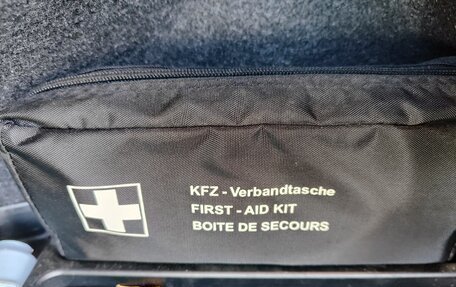 KFZ - Verbandtasche
FIRST - AID KIT
BOITE DE SECOURS